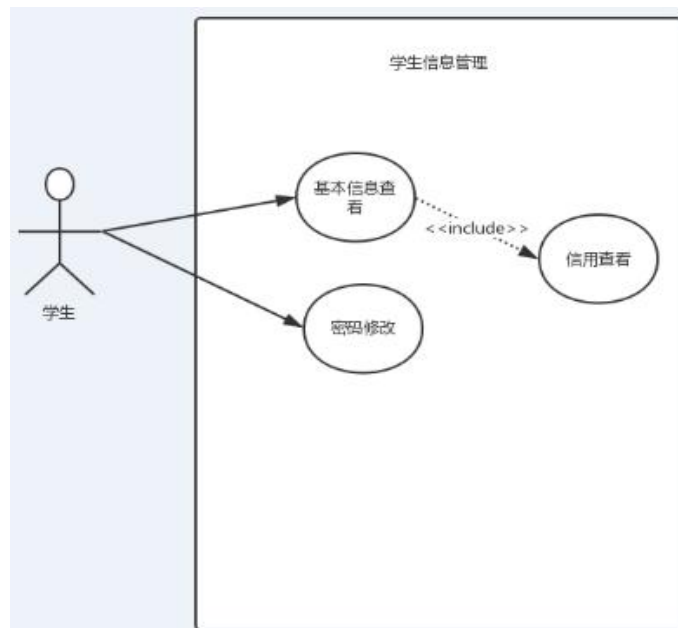 学生信息管理
基本信息查
看
<<include>>
信用查看
学生
密码修改